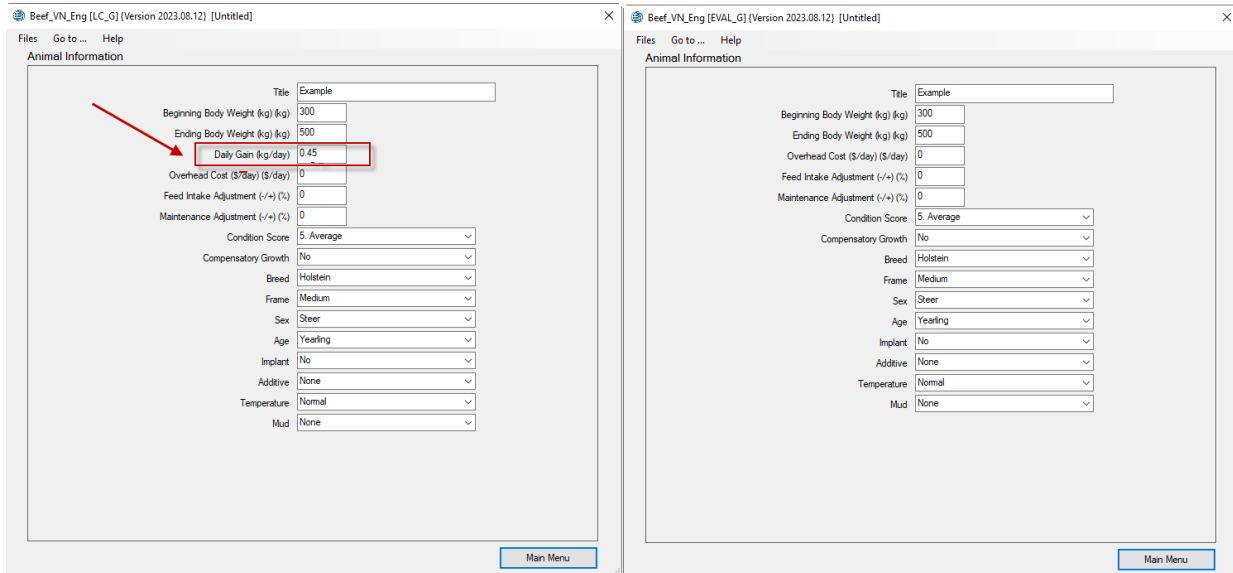 Beef_VN_Eng [LC_G] {Version 2023.08.12} [Untitled]
Files Go to ... Help
Animal Information
Title Example
Beginning Body Weight (kg) (kg) 300
Ending Body Weight (kg) (kg) 500
Daily Gain (kg/day) 0.45
Overhead Cost ($/day) ($/day) 0
Feed Intake Adjustment (-/+) (%) 0
Maintenance Adjustment (-/+) (%) 0
Condition Score 5. Average
Compensatory Growth No
Breed Holstein
Frame Medium
Sex Steer
Age Yearling
Implant No
Additive None
Temperature Normal
Mud None
Main Menu
Beef_VN_Eng [EVAL_G] {Version 2023.08.12} [Untitled]
Files Go to ... Help
Animal Information
Title Example
Beginning Body Weight (kg) (kg) 300
Ending Body Weight (kg) (kg) 500
Overhead Cost ($/day) ($/day) 0
Feed Intake Adjustment (-/+) (%) 0
Maintenance Adjustment (-/+) (%) 0
Condition Score 5. Average
Compensatory Growth No
Breed Holstein
Frame Medium
Sex Steer
Age Yearling
Implant No
Additive None
Temperature Normal
Mud None
Main Menu